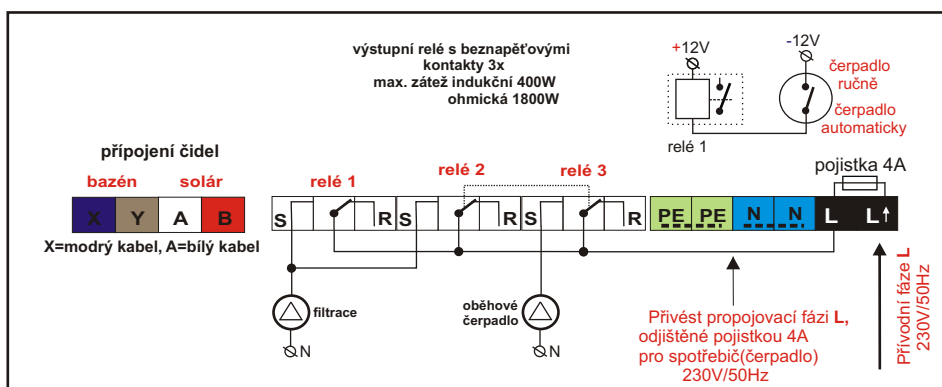 výstupní relé s beznapěťovými
kontakty 3x
max. zátež indukční 400W
ohmická 1800W
+12V
-12V
čerpadlo
ručně
čerpadlo
automaticky
relé 1
pojistka 4A
přípojení čidel
bazén solár
X Y A B
X=modrý kabel, A=bílý kabel
relé 1 relé 2 relé 3
S R S R S R PE PE N N L L
filtrace
N
oběhové
čerpadlo
N
Přivést propojovací fázi L,
odjištěné pojistkou 4A
pro spotřebič(čerpadlo)
230V/50Hz
Přívodní fáze L
230V/50Hz